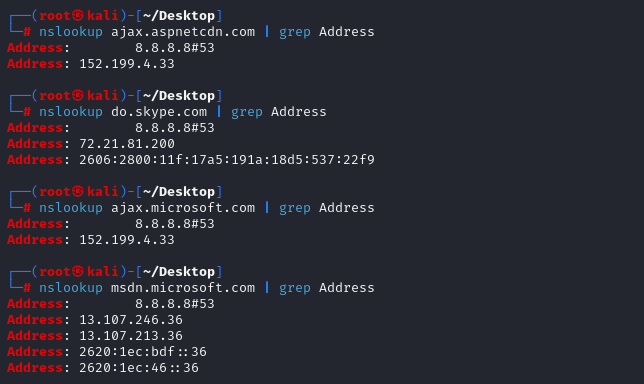 ┌──(root㉿kali)-[~/Desktop]
└─# nslookup ajax.aspnetcdn.com | grep Address
Address:        8.8.8.8#53
Address: 152.199.4.33
┌──(root㉿kali)-[~/Desktop]
└─# nslookup do.skype.com | grep Address
Address:        8.8.8.8#53
Address: 72.21.81.200
Address: 2606:2800:11f:17a5:191a:18d5:537:22f9
┌──(root㉿kali)-[~/Desktop]
└─# nslookup ajax.microsoft.com | grep Address
Address:        8.8.8.8#53
Address: 152.199.4.33
┌──(root㉿kali)-[~/Desktop]
└─# nslookup msdn.microsoft.com | grep Address
Address:        8.8.8.8#53
Address: 13.107.246.36
Address: 13.107.213.36
Address: 2620:1ec:bdf::36
Address: 2620:1ec:46::36